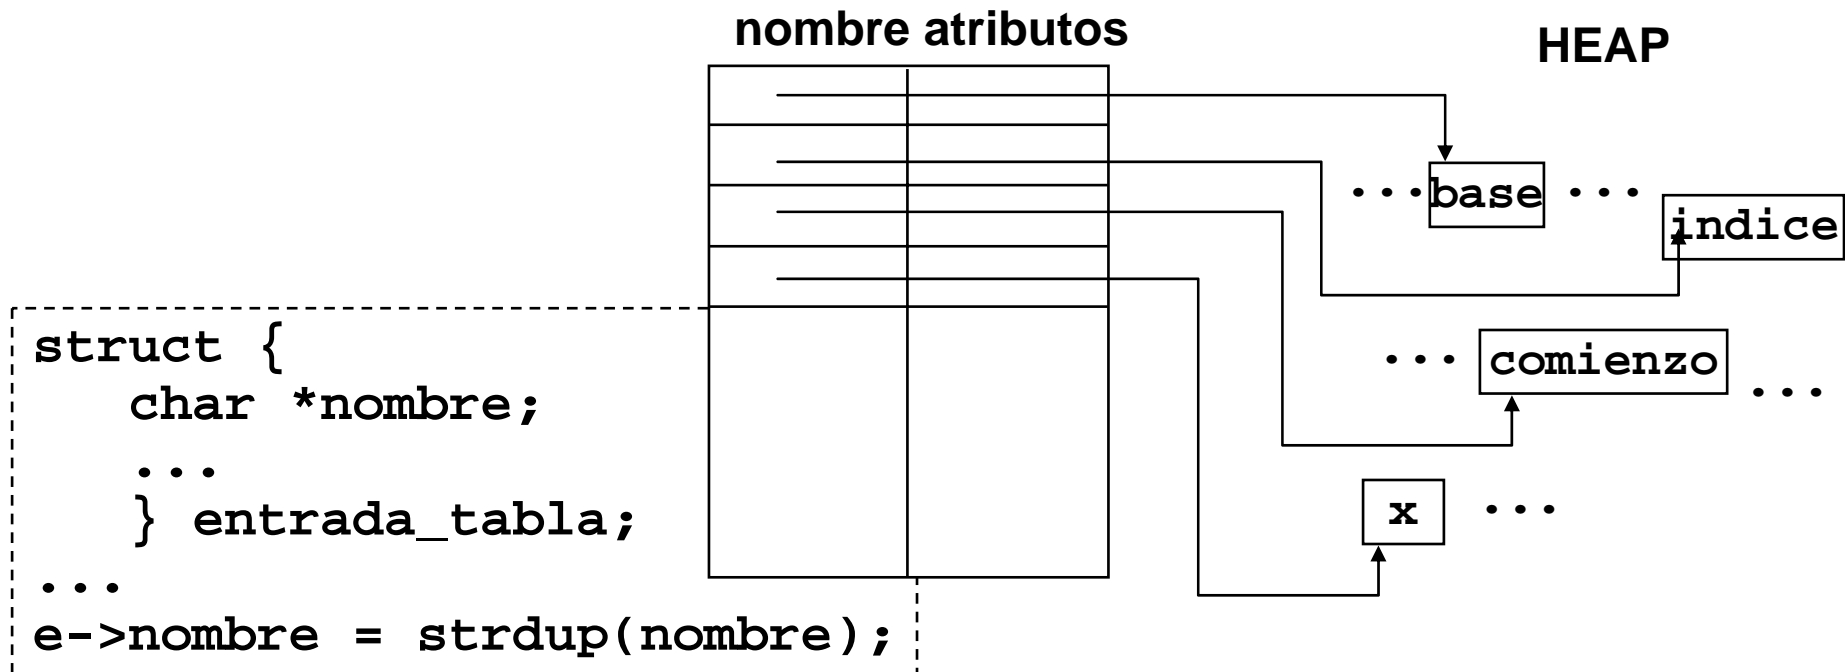 nombre atributos
HEAP
...base ...
indice
... comienzo ...
x ...
struct {
char *nombre;
...
} entrada_tabla;
...
e->nombre = strdup(nombre);